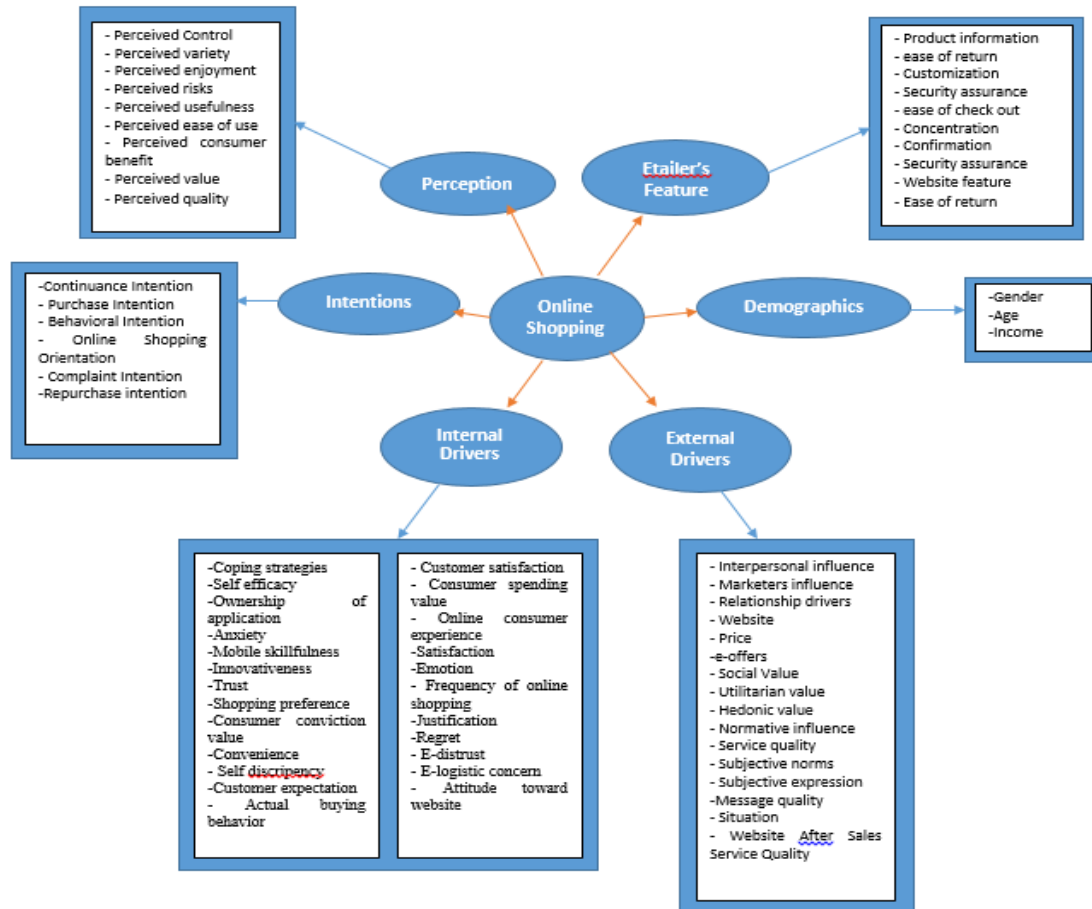 - Perceived Control
- Perceived variety
- Perceived enjoyment
- Perceived risks
- Perceived usefulness
- Perceived ease of use
- Perceived consumer
benefit
- Perceived value
- Perceived quality
- Product information
- ease of return
- Customization
- Security assurance
- ease of check out
- Concentration
- Confirmation
- Security assurance
- Website feature
- Ease of return
Perception
Etailer's
Feature
-Continuance Intention
- Purchase Intention
- Behavioral Intention
- Online Shopping
Orientation
- Complaint Intention
-Repurchase intention
Intentions
Online
Shopping
Demographics
-Gender
-Age
-Income
Internal
Drivers
External
Drivers
-Coping strategies
-Self efficacy
-Ownership of
application
-Anxiety
-Mobile skillfulness
-Innovativeness
-Trust
-Shopping preference
-Consumer conviction
value
-Convenience
- Self discripency
-Customer expectation
- Actual buying
behavior
- Customer satisfaction
- Consumer spending
value
- Online consumer
experience
-Satisfaction
-Emotion
- Frequency of online
shopping
-Justification
-Regret
- E-distrust
- E-logistic concern
- Attitude toward
website
- Interpersonal influence
- Marketers influence
- Relationship drivers
- Website
- Price
-e-offers
- Social Value
- Utilitarian value
- Hedonic value
- Normative influence
- Service quality
- Subjective norms
- Subjective expression
-Message quality
- Situation
- Website After Sales
Service Quality